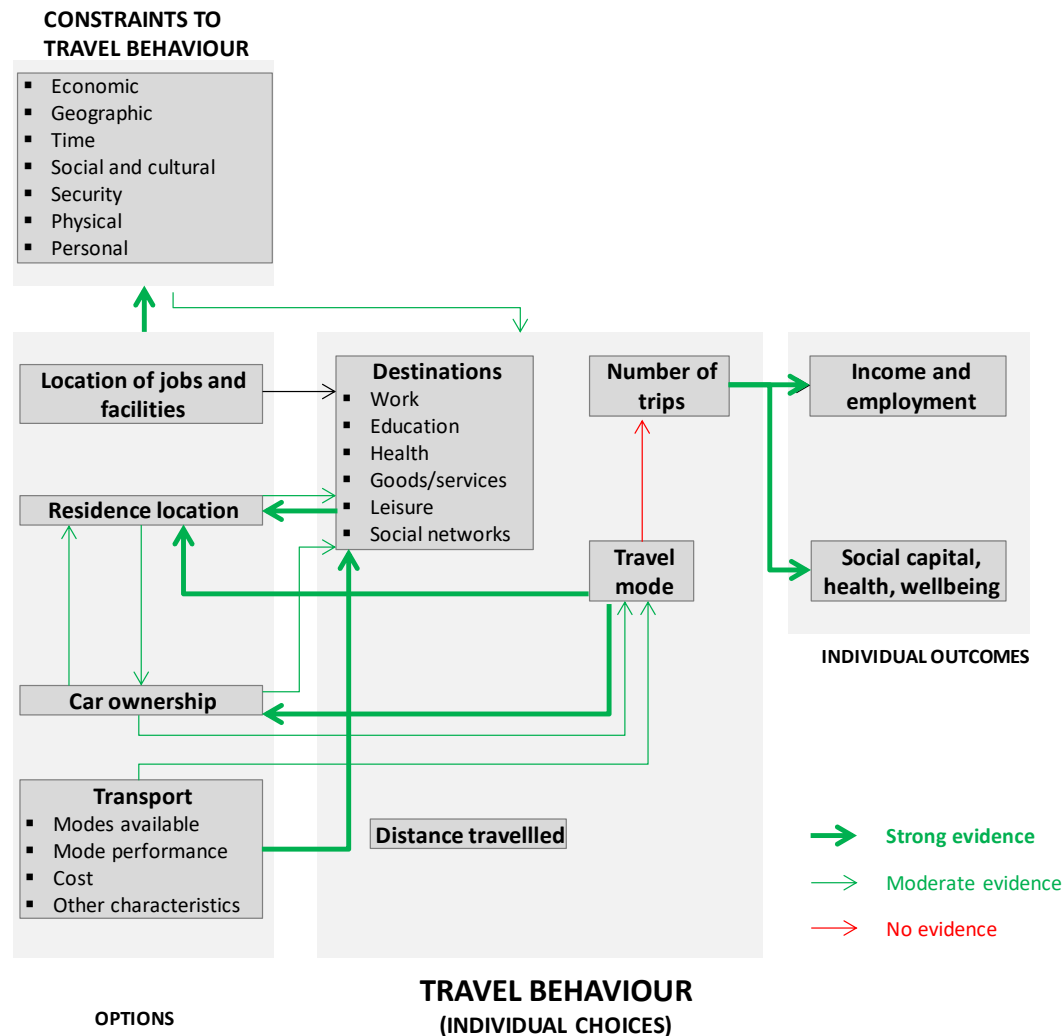 CONSTRAINTS TO
TRAVEL BEHAVIOUR
▪ Economic
▪ Geographic
▪ Time
▪ Social and cultural
▪ Security
▪ Physical
▪ Personal
Location of jobs and
facilities
Residence location
Car ownership
Transport
▪ Modes available
▪ Mode performance
▪ Cost
▪ Other characteristics
OPTIONS
Destinations
▪ Work
▪ Education
▪ Health
▪ Goods/services
▪ Leisure
▪ Social networks
Number of
trips
Travel
mode
Distance travellled
TRAVEL BEHAVIOUR
(INDIVIDUAL CHOICES)
Income and
employment
Social capital,
health, wellbeing
INDIVIDUAL OUTCOMES
Strong evidence
Moderate evidence
No evidence